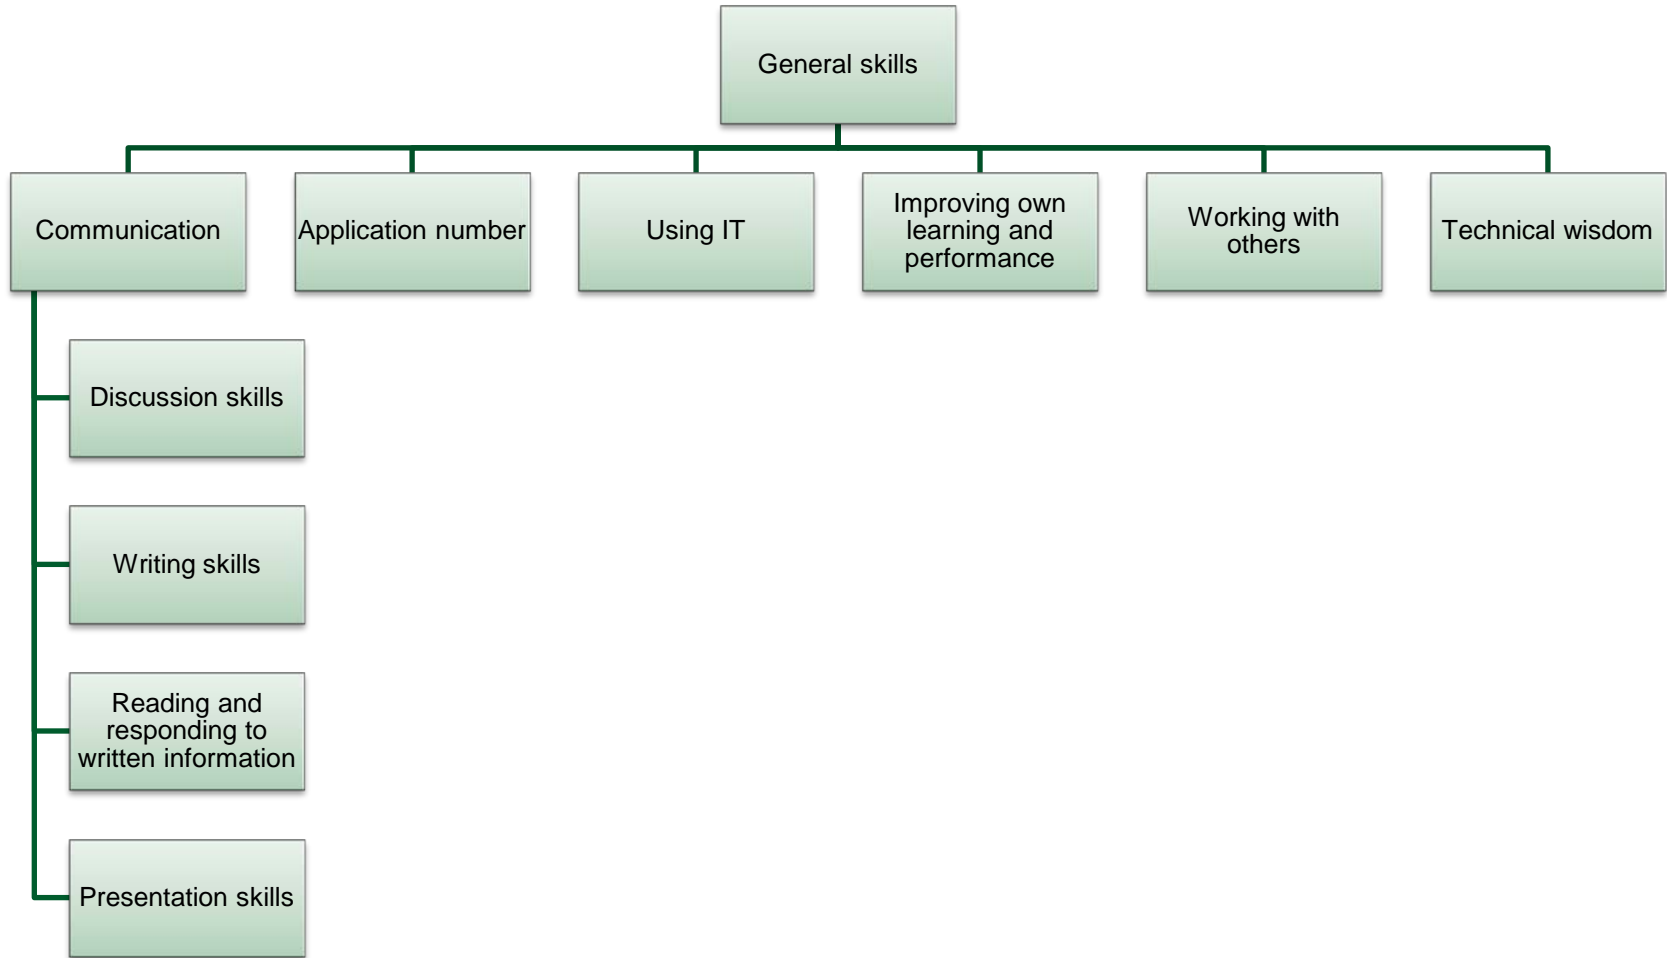 General skills
Communication
Application number
Using IT
Improving own
learning and
performance
Working with
others
Technical wisdom
Discussion skills
Writing skills
Reading and
responding to
written information
Presentation skills